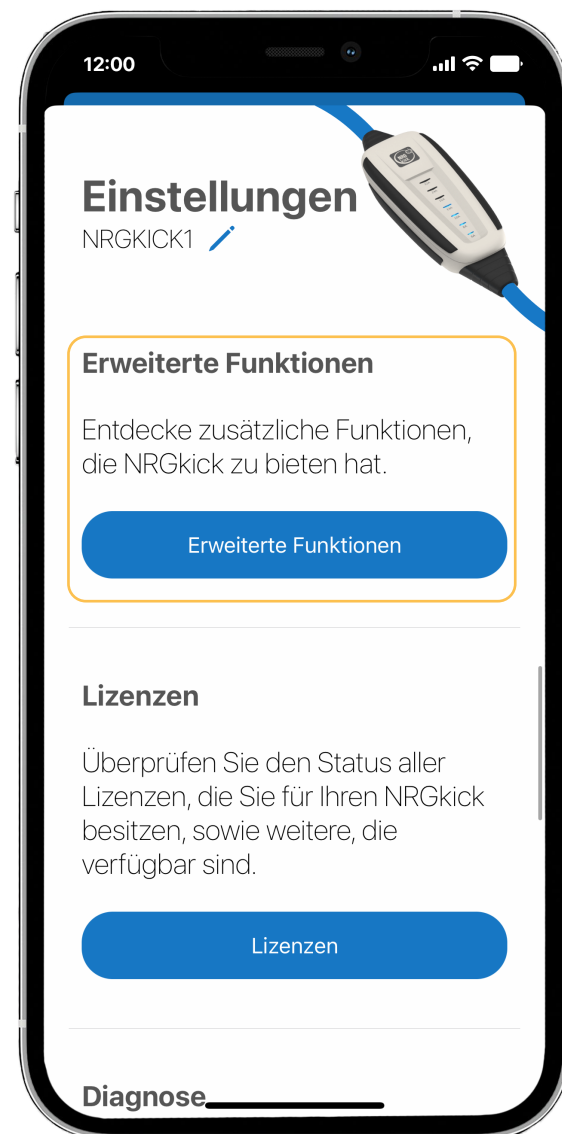 12:00
Einstellungen
NRGKICK1
Erweiterte Funktionen
Entdecke zusätzliche Funktionen,
die NRGkick zu bieten hat.
Erweiterte Funktionen
Lizenzen
Überprüfen Sie den Status aller
Lizenzen, die Sie für Ihren NRGkick
besitzen, sowie weitere, die
verfügbar sind.
Lizenzen
Diagnose